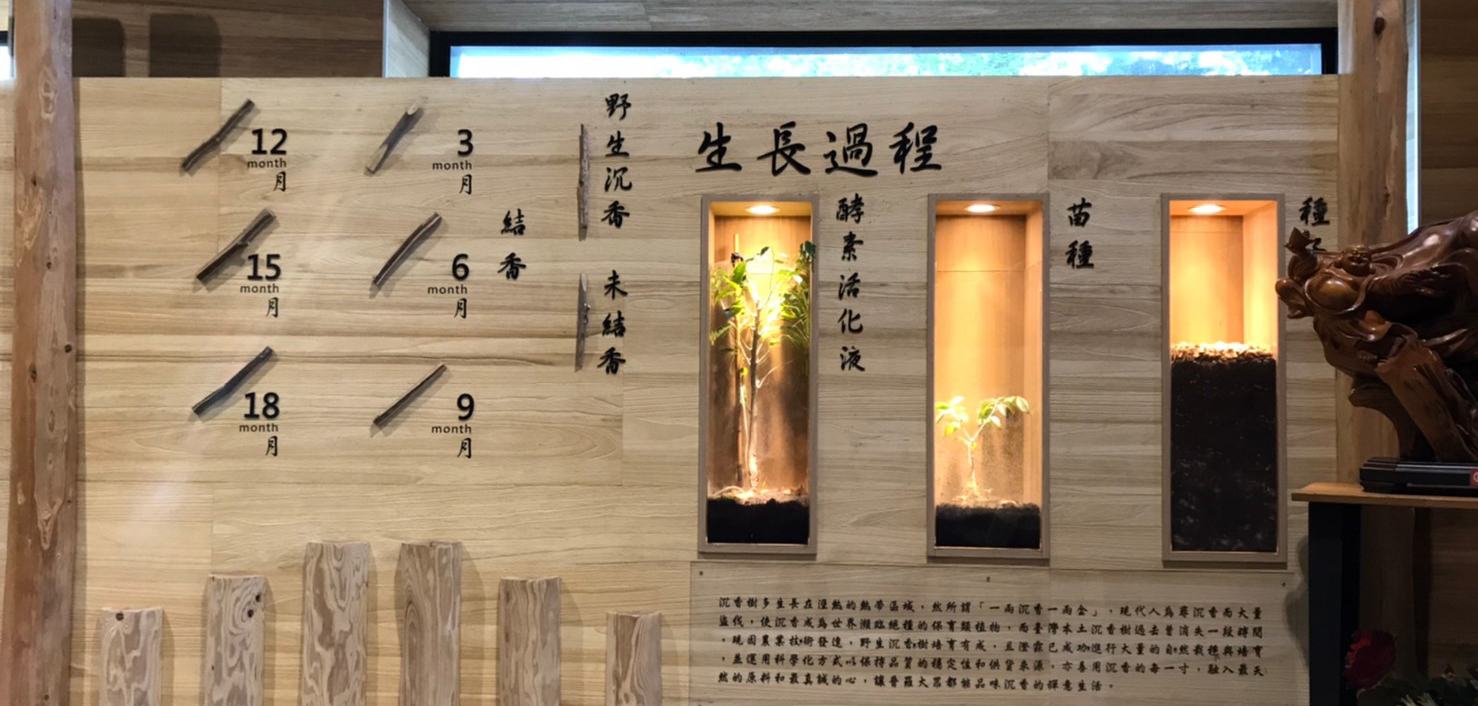 生長過程
12
month
月
3
month
月
15
month
月
6
month
月
18
month
月
9
month
月
結香
野生沉香
未結香
酵素活化液
苗種
種
沉香樹多生長在溼熱的熱帶區域，然所謂「一兩沉香一兩金」，現代人為尋沉香而大量
盜伐，使沉香成為世界瀕臨絕種的保育類植物，而臺灣本土沉香樹過去曾消失一段時間
，現因農業技術發達，野生沉香樹培育有成，且澄霖已成功進行大量的自然栽種與培育
，並運用科學化方式以保持品質的穩定性和供貨來源，亦善用沉香的每一寸，融入最天
然的原料和最真誠的心，讓普羅大眾都能品味沉香的禪意生活。